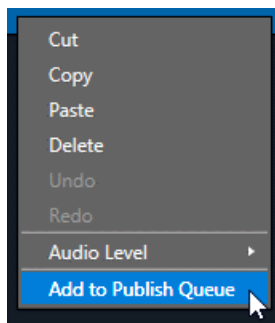 Cut
Copy
Paste
Delete
Undo
Redo
Audio Level
Add to Publish Queue